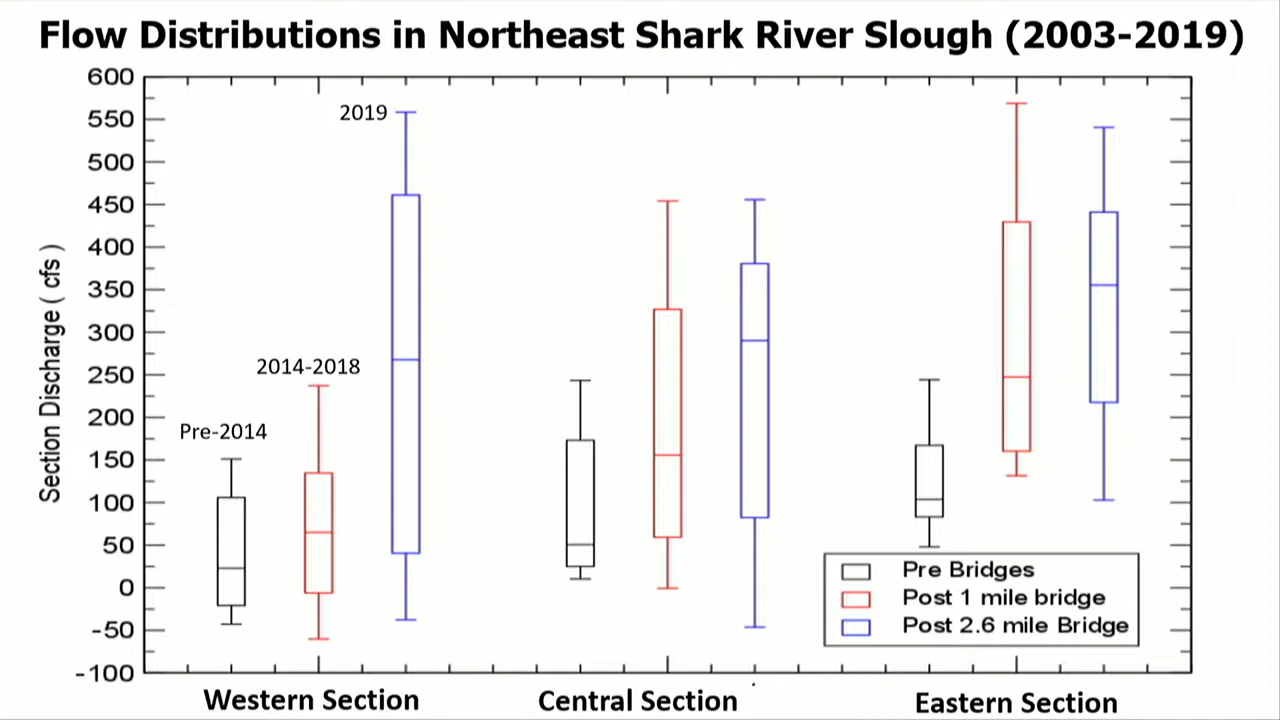 Flow Distributions in Northeast Shark River Slough (2003-2019)
600
550
500
450
400
350
300
250
200
150
100
50
0
-50
-100
Section Discharge ( cfs )
2019
2014-2018
Pre-2014
Pre Bridges
Post 1 mile bridge
Post 2.6 mile Bridge
Western Section
Central Section
Eastern Section